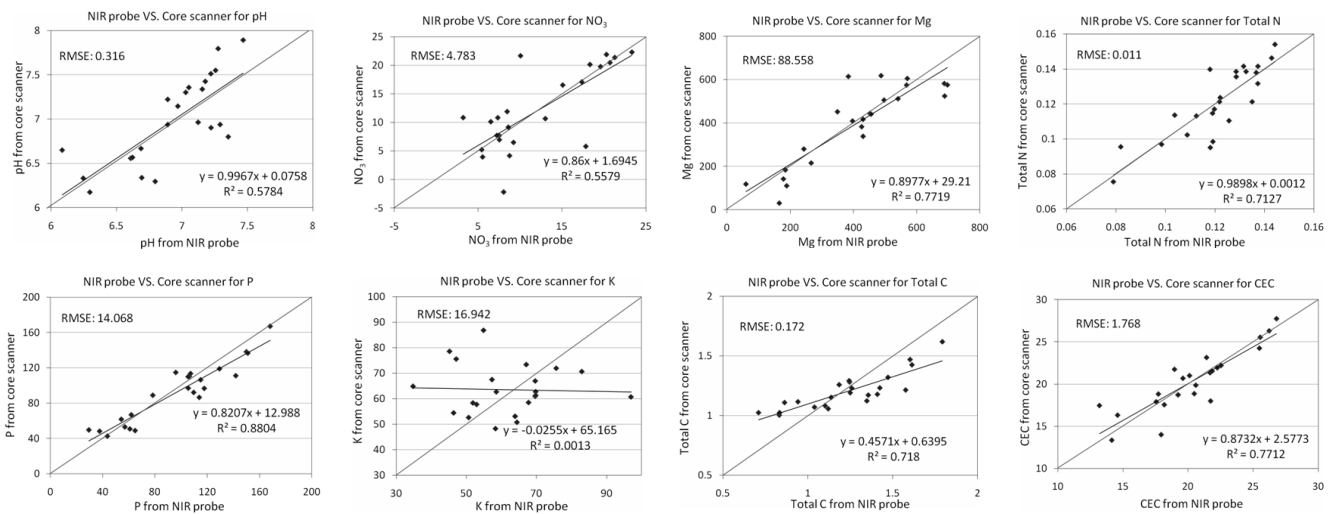 NIR probe VS. Core scanner for pH
RMSE: 0.316
y = 0.9967x + 0.0758
R² = 0.5784
pH from core scanner
8
7.5
7
6.5
6
6 6.5 7 7.5 8
pH from NIR probe
NIR probe VS. Core scanner for NO₃
RMSE: 4.783
y = 0.86x + 1.6945
R² = 0.5579
NO₃ from core scanner
25
20
15
10
5
0
-5
-5 5 15 25
NO₃ from NIR probe
NIR probe VS. Core scanner for Mg
RMSE: 88.558
y = 0.8977x + 29.21
R² = 0.7719
Mg from core scanner
800
600
400
200
0
0 200 400 600 800
Mg from NIR probe
NIR probe VS. Core scanner for Total N
RMSE: 0.011
y = 0.9898x + 0.0012
R² = 0.7127
Total N from core scanner
0.16
0.14
0.12
0.1
0.08
0.06
0.06 0.08 0.1 0.12 0.14 0.16
Total N from NIR probe
NIR probe VS. Core scanner for P
RMSE: 14.068
y = 0.8207x + 12.988
R² = 0.8804
P from core scanner
200
160
120
80
40
0
0 40 80 120 160 200
P from NIR probe
NIR probe VS. Core scanner for K
RMSE: 16.942
y = -0.0255x + 65.165
R² = 0.0013
K from core scanner
100
90
80
70
60
50
40
30
30 50 70 90
K from NIR probe
NIR probe VS. Core scanner for Total C
RMSE: 0.172
y = 0.4571x + 0.6395
R² = 0.718
Total C from core scanner
2
1.5
1
0.5
0.5 1 1.5 2
Total C from NIR probe
NIR probe VS. Core scanner for CEC
RMSE: 1.768
y = 0.8732x + 2.5773
R² = 0.7712
CEC from core scanner
30
25
20
15
10
10 15 20 25 30
CEC from NIR probe